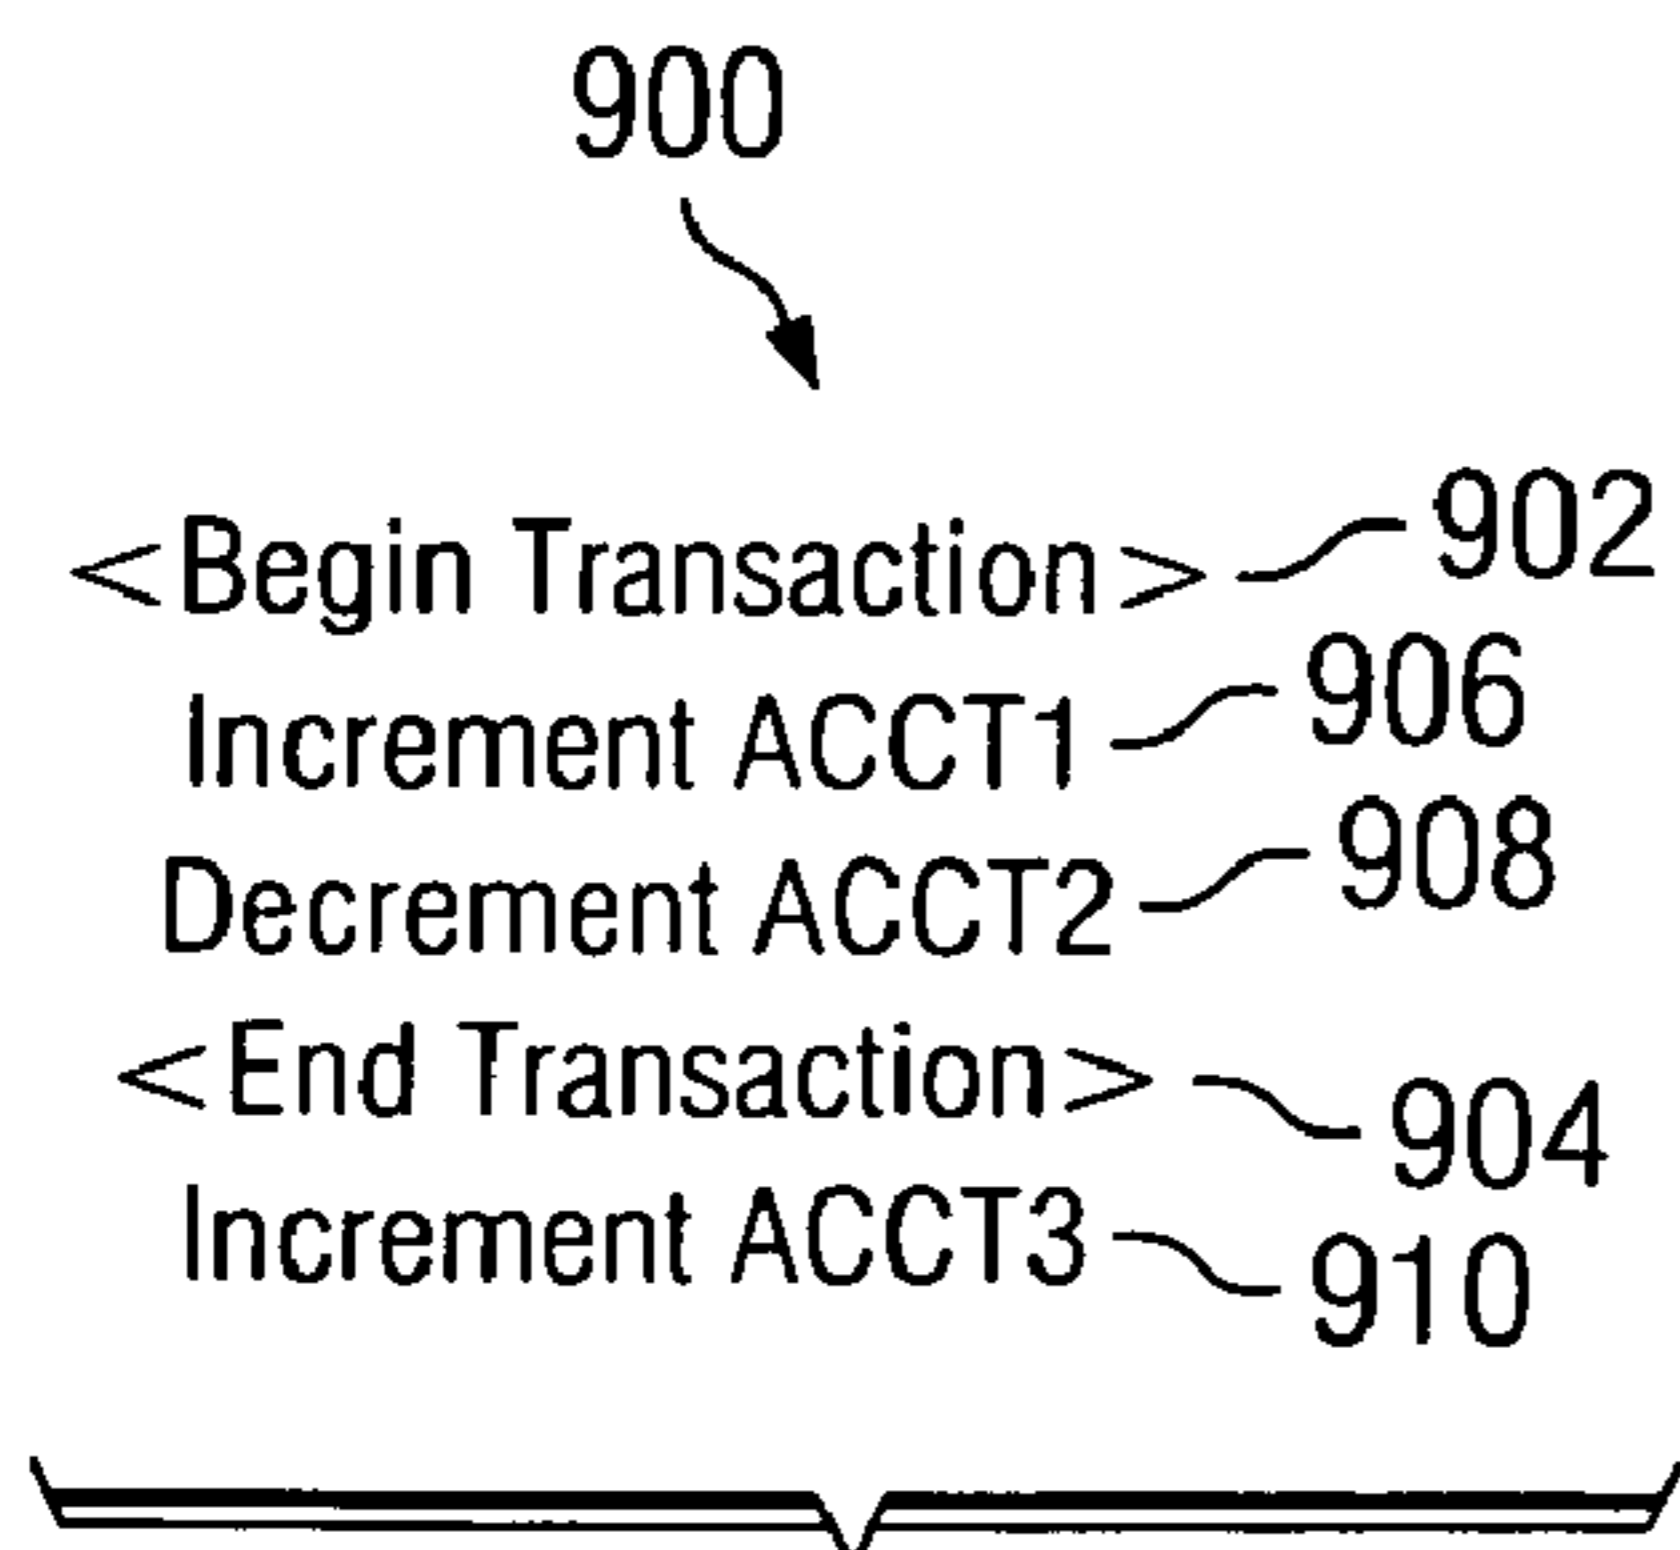 900
<Begin Transaction> 902
Increment ACCT1 906
Decrement ACCT2 908
<End Transaction> 904
Increment ACCT3 910